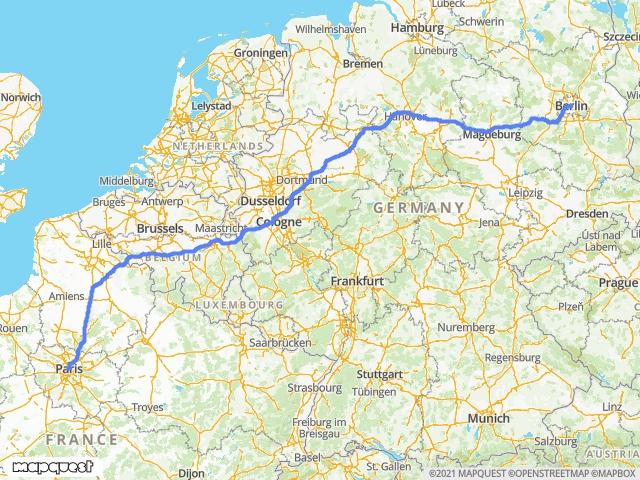 Hamburg
Lübeck
Schwerin
Szczecin
Wilhelmshaven
Groningen
Bremen
Lüneburg
Norwich
Lelystad
Hanover
Berlin
NETHERLANDS
Magdeburg
Middelburg
Dortmund
Leipzig
Bruges
Antwerp
Dusseldorf
GERMANY
Dresden
Brussels
Maastricht
Cologne
Jena
Lille
BELGIUM
Ústí nad
Labem
Prague
Amiens
Frankfurt
Rouen
LUXEMBOURG
Plzeň
Nuremberg
Saarbrücken
Regensburg
Paris
Stuttgart
Strasbourg
Tübingen
Troyes
Munich
Freiburg im
Breisgau
FRANCE
Salzburg
Basel
AUSTRIA
Dijon
St. Gallen
mapquest
©2021 MAPQUEST ©OPENSTREETMAP ©MAPBOX